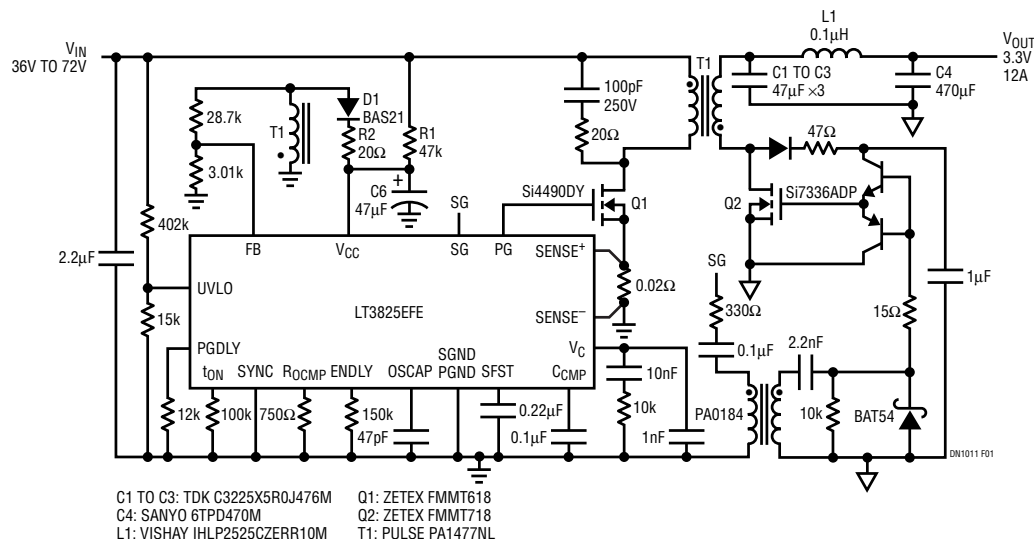 L1
0.1µH
V_IN
36V TO 72V
V_OUT
3.3V
12A
T1
C1 TO C3
47µF ×3
C4
470µF
100pF
250V
20Ω
28.7k
T1
D1
BAS21
R2
20Ω
R1
47k
3.01k
C6
47µF
+
402k
SG
Si4490DY
Q1
47Ω
Si7336ADP
Q2
2.2µF
FB
V_CC
SG
PG
SENSE+
0.02Ω
SENSE−
UVLO
LT3825EFE
SG
1µF
15k
330Ω
15Ω
PGDLY
t_ON
SYNC
R_OCMP
ENDLY
OSCAP
SGND
PGND
SFST
C_CMP
V_C
10nF
0.1µF
2.2nF
12k
100k
750Ω
150k
47pF
0.22µF
0.1µF
10k
1nF
PA0184
10k
BAT54
DN1011 F01
C1 TO C3: TDK C3225X5R0J476M
C4: SANYO 6TPD470M
L1: VISHAY IHLP2525CZERR10M
Q1: ZETEX FMMT618
Q2: ZETEX FMMT718
T1: PULSE PA1477NL